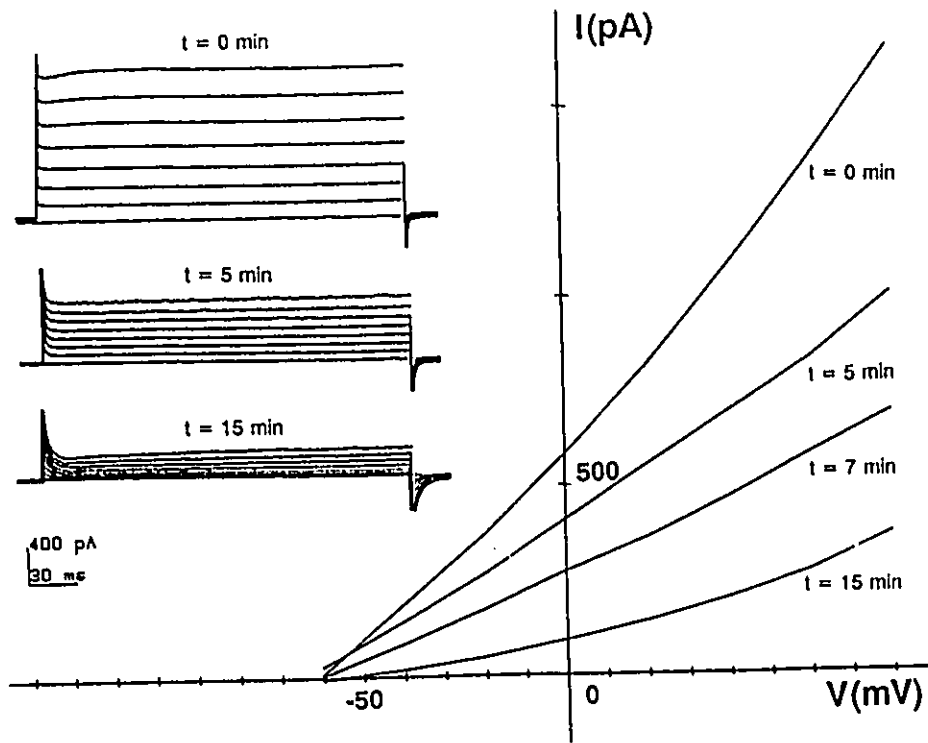 I(pA)
t = 0 min
t = 0 min
t = 5 min
t = 5 min
t = 15 min
500
t = 7 min
400 pA
30 ms
t = 15 min
-50
0
V(mV)